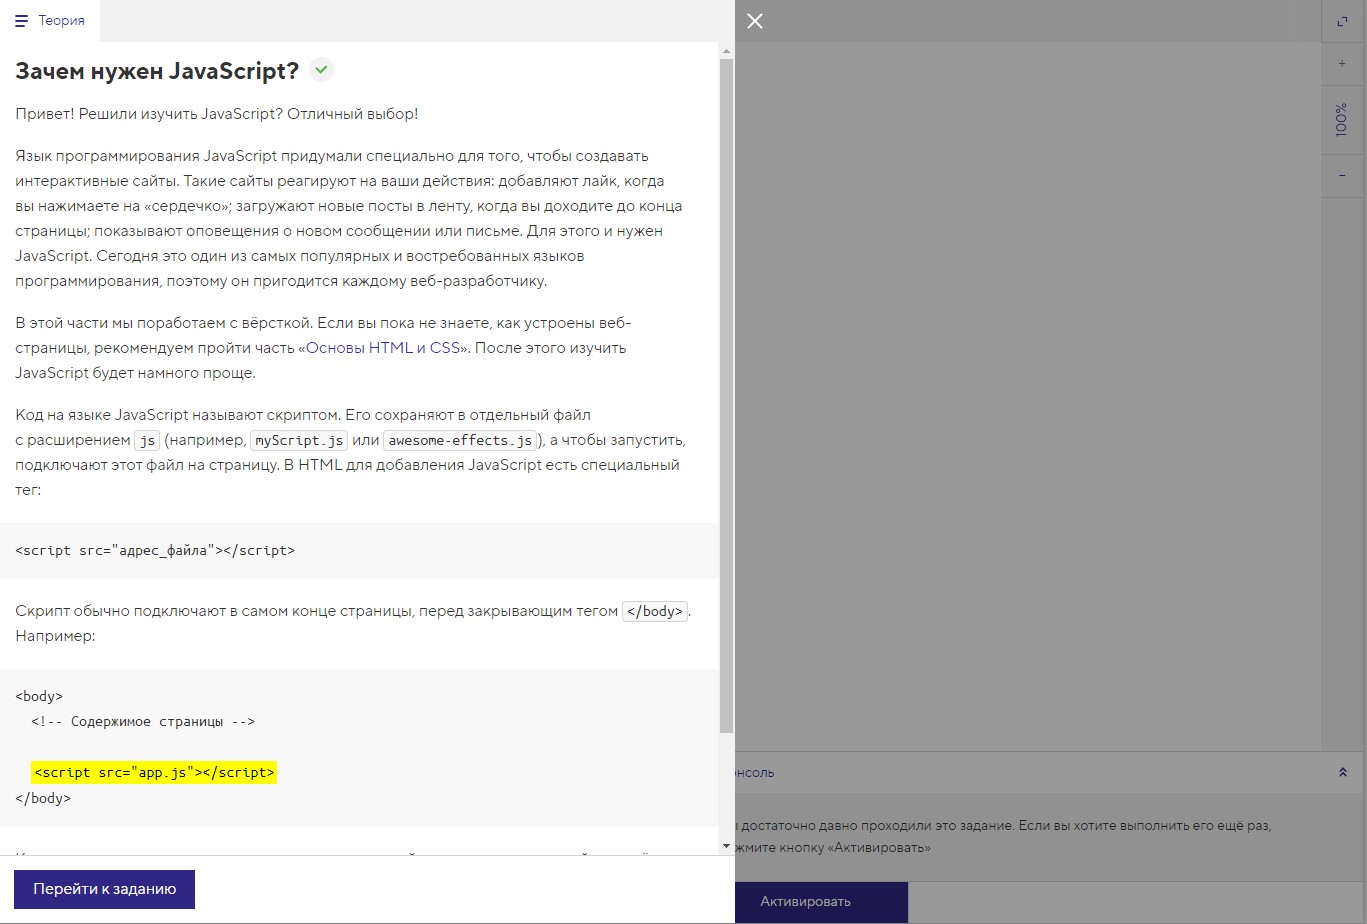 Теория
Зачем нужен JavaScript?
Привет! Решили изучить JavaScript? Отличный выбор!
Язык программирования JavaScript придумали специально для того, чтобы создавать
интерактивные сайты. Такие сайты реагируют на ваши действия: добавляют лайк, когда
вы нажимаете на «сердечко»; загружают новые посты в ленту, когда вы доходите до конца
страницы; показывают оповещения о новом сообщении или письме. Для этого и нужен
JavaScript. Сегодня это один из самых популярных и востребованных языков
программирования, поэтому он пригодится каждому веб-разработчику.
В этой части мы поработаем с вёрсткой. Если вы пока не знаете, как устроены веб-
страницы, рекомендуем пройти часть «Основы HTML и CSS». После этого изучить
JavaScript будет намного проще.
Код на языке JavaScript называют скриптом. Его сохраняют в отдельный файл
с расширением js (например, myScript.js или awesome-effects.js), а чтобы запустить,
подключают этот файл на страницу. В HTML для добавления JavaScript есть специальный
тег:
<script src="адрес_файла"></script>
Скрипт обычно подключают в самом конце страницы, перед закрывающим тегом </body>.
Например:
<body>
<!-- Содержимое страницы -->
<script src="app.js"></script>
</body>
Перейти к заданию
+
100%
−
нсоль
достаточно давно проходили это задание. Если вы хотите выполнить его ещё раз,
жмите кнопку «Активировать»
Активировать